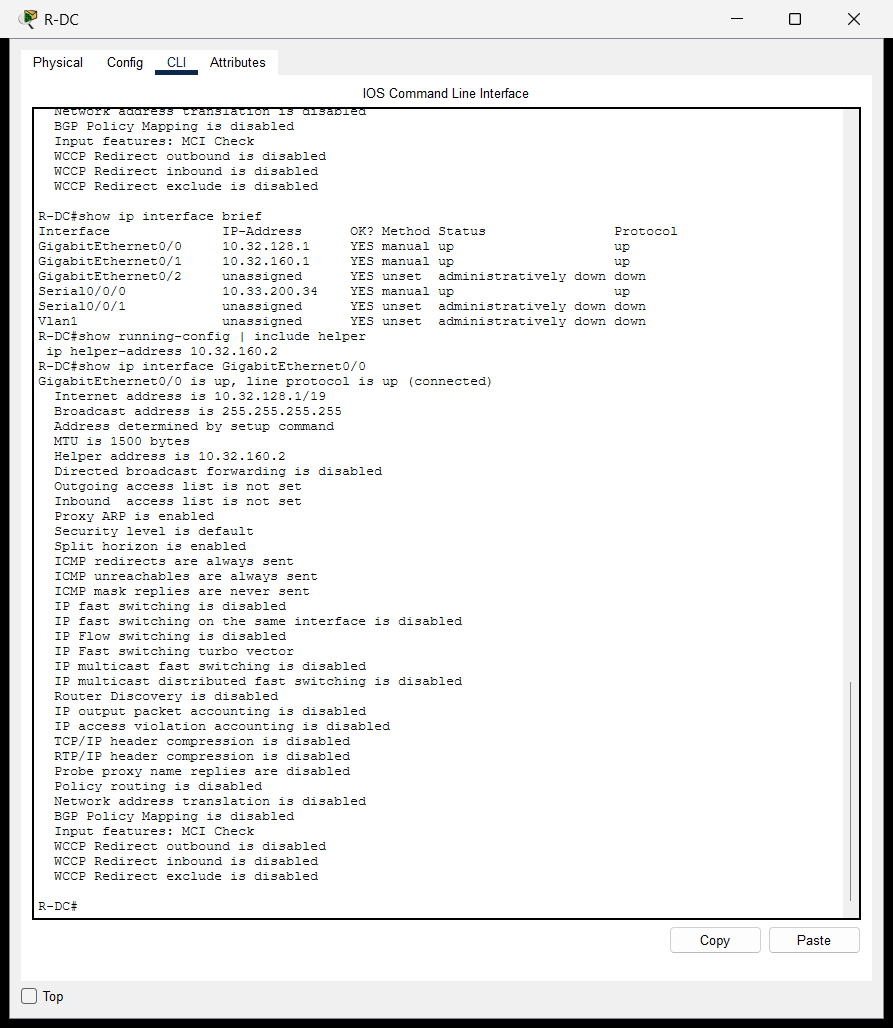 R-DC
Physical Config CLI Attributes
IOS Command Line Interface
Network address translation is disabled
BGP Policy Mapping is disabled
Input features: MCI Check
WCCP Redirect outbound is disabled
WCCP Redirect inbound is disabled
WCCP Redirect exclude is disabled
R-DC#show ip interface brief
Interface IP-Address OK? Method Status Protocol
GigabitEthernet0/0 10.32.128.1 YES manual up up
GigabitEthernet0/1 10.32.160.1 YES manual up up
GigabitEthernet0/2 unassigned YES unset administratively down down
Serial0/0/0 10.33.200.34 YES manual up up
Serial0/0/1 unassigned YES unset administratively down down
Vlan1 unassigned YES unset administratively down down
R-DC#show running-config | include helper
ip helper-address 10.32.160.2
R-DC#show ip interface GigabitEthernet0/0
GigabitEthernet0/0 is up, line protocol is up (connected)
Internet address is 10.32.128.1/19
Broadcast address is 255.255.255.255
Address determined by setup command
MTU is 1500 bytes
Helper address is 10.32.160.2
Directed broadcast forwarding is disabled
Outgoing access list is not set
Inbound  access list is not set
Proxy ARP is enabled
Security level is default
Split horizon is enabled
ICMP redirects are always sent
ICMP unreachables are always sent
ICMP mask replies are never sent
IP fast switching is disabled
IP fast switching on the same interface is disabled
IP Flow switching is disabled
IP Fast switching turbo vector
IP multicast fast switching is disabled
IP multicast distributed fast switching is disabled
Router Discovery is disabled
IP output packet accounting is disabled
IP access violation accounting is disabled
TCP/IP header compression is disabled
RTP/IP header compression is disabled
Probe proxy name replies are disabled
Policy routing is disabled
Network address translation is disabled
BGP Policy Mapping is disabled
Input features: MCI Check
WCCP Redirect outbound is disabled
WCCP Redirect inbound is disabled
WCCP Redirect exclude is disabled
R-DC#
Copy Paste
Top